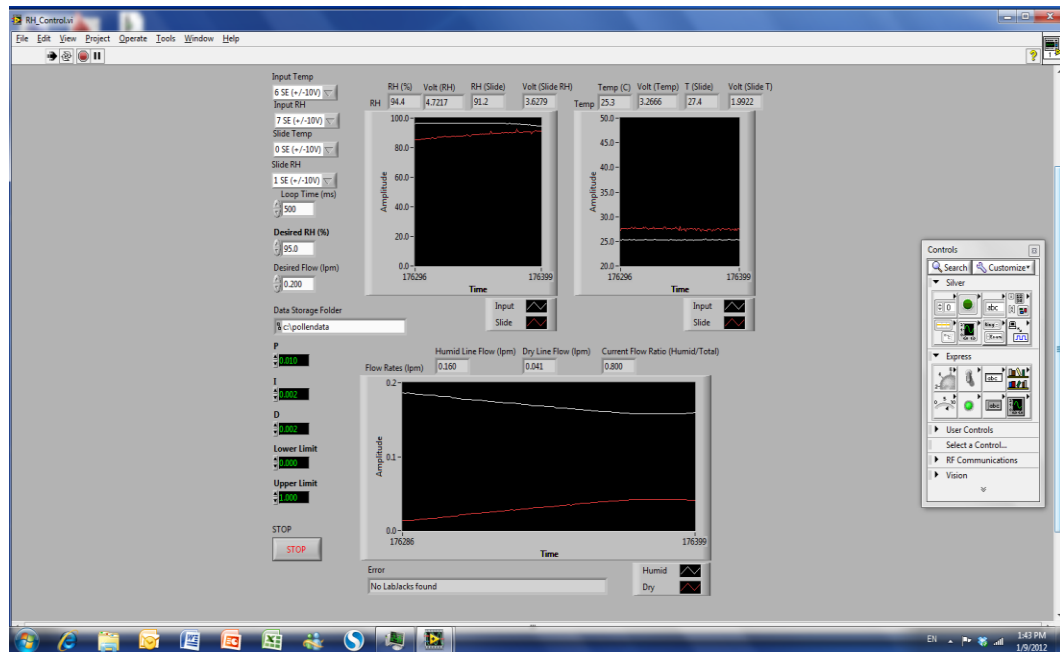 RH_Control.vi
File Edit View Project Operate Tools Window Help
Input Temp
6 SE (+/-10V)
Input RH
7 SE (+/-10V)
Slide Temp
0 SE (+/-10V)
Slide RH
1 SE (+/-10V)
Loop Time (ms)
500
Desired RH (%)
95.0
Desired Flow (lpm)
0.200
Data Storage Folder
c:\pollendata
P
0.010
I
0.002
D
0.002
Lower Limit
0.000
Upper Limit
1.000
STOP
STOP
RH (%) Volt (RH) RH (Slide) Volt (Slide RH)
RH 94.4 4.7217 91.2 3.6279
100.0
80.0
60.0
40.0
20.0
0.0
Amplitude
176296 176399
Time
Input
Slide
Temp (C) Volt (Temp) T (Slide) Volt (Slide T)
Temp 25.3 3.2666 27.4 1.9922
50.0
45.0
40.0
35.0
30.0
25.0
20.0
Amplitude
176296 176399
Time
Input
Slide
Humid Line Flow (lpm) Dry Line Flow (lpm) Current Flow Ratio (Humid/Total)
Flow Rates (lpm) 0.160 0.041 0.800
0.2
0.1
0.0
Amplitude
176286 176399
Time
Humid
Dry
Error
No LabJacks found
Controls
Search Customize
Silver
abc
Express
abc
abc
User Controls
Select a Control...
RF Communications
Vision
EN
1:43 PM
1/9/2012